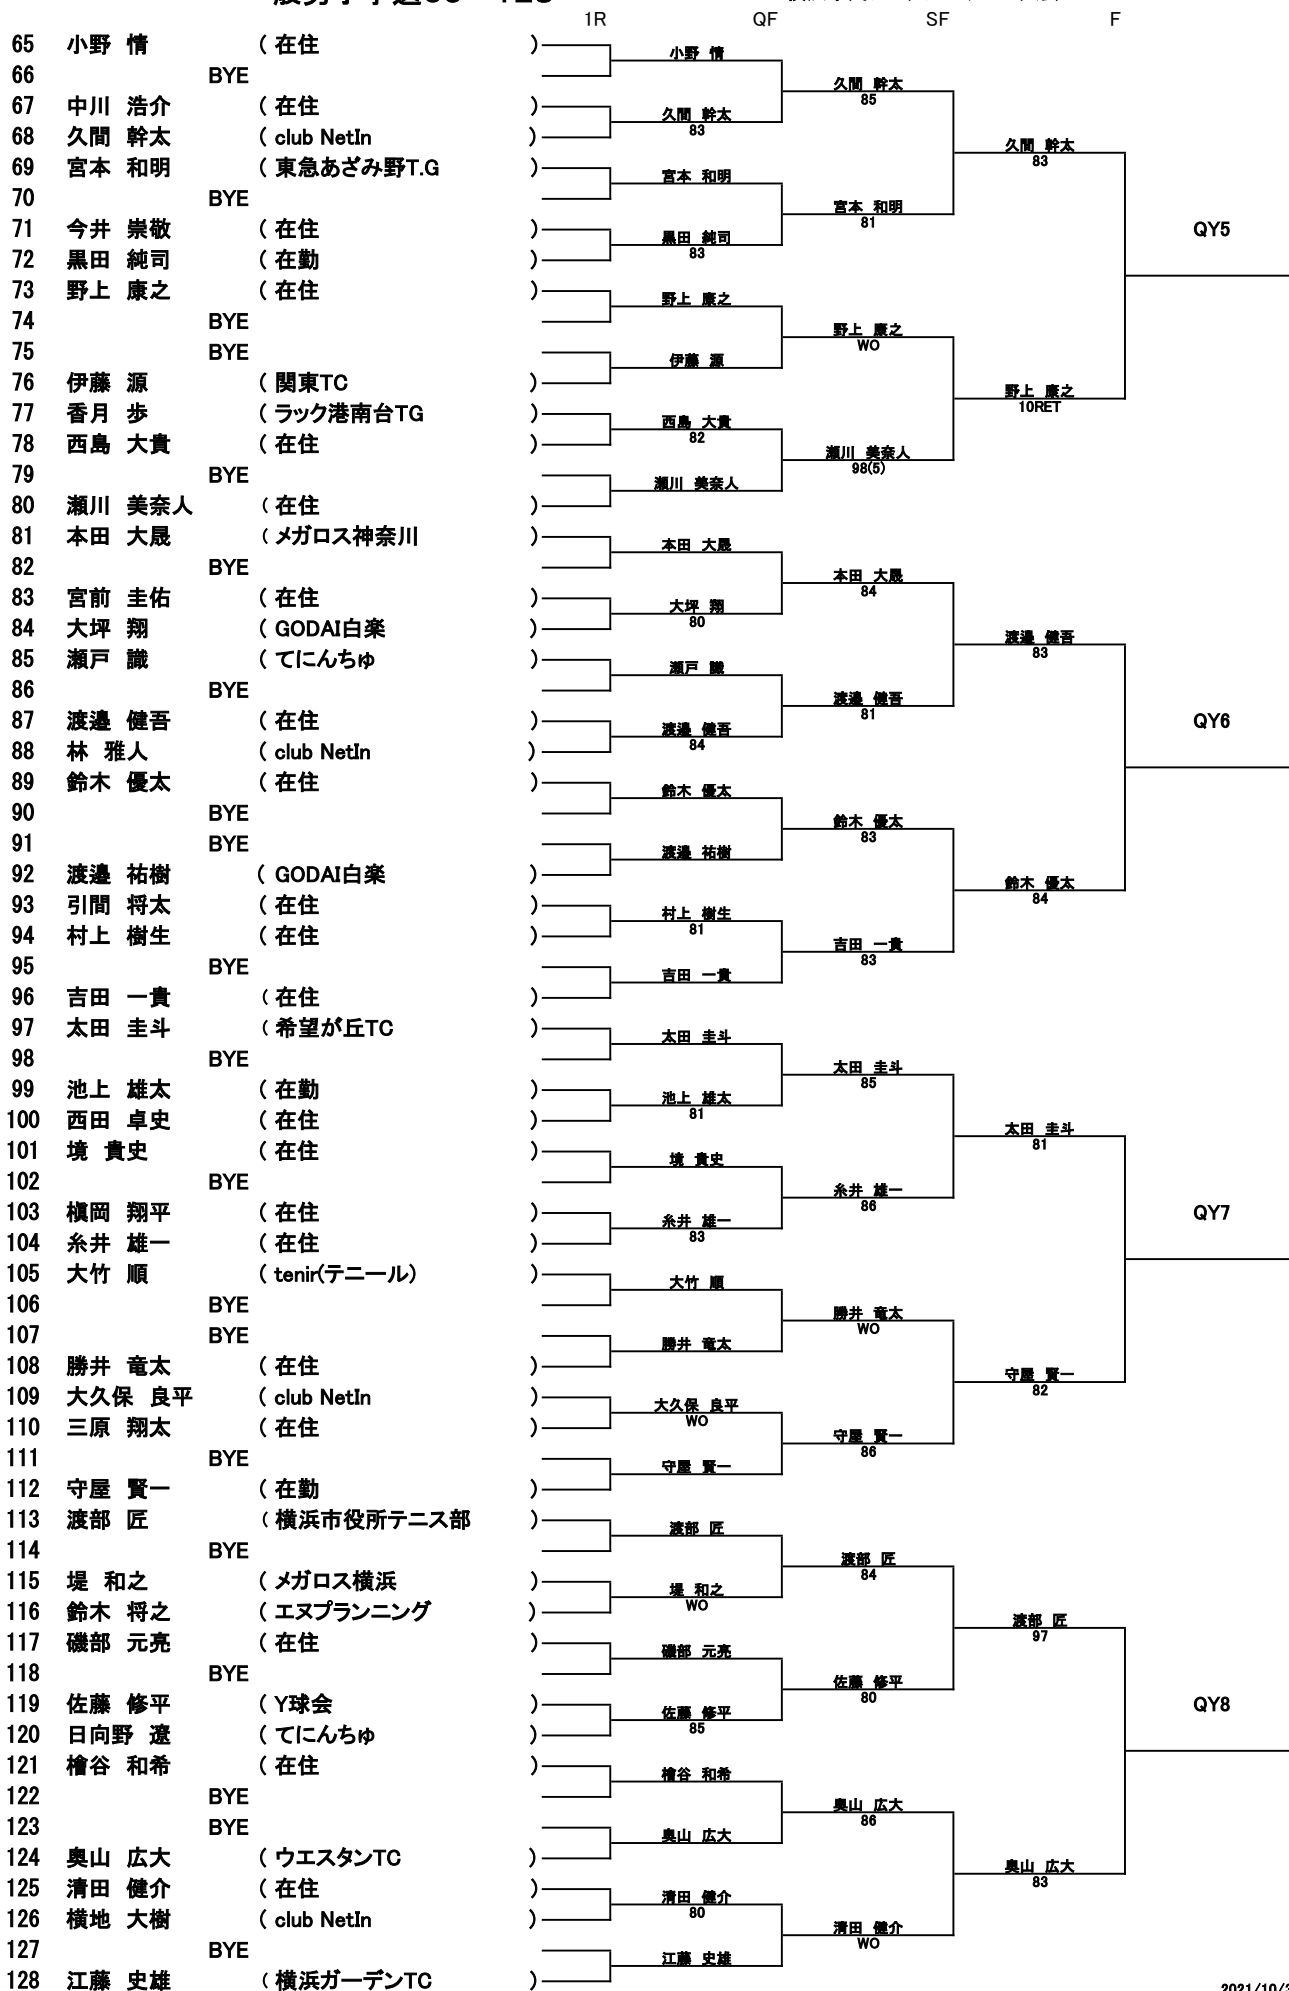 1R QF SF F
65 小野 情 ( 在住 )
66 BYE
67 中川 浩介 ( 在住 )
68 久間 幹太 ( club NetIn )
69 宮本 和明 ( 東急あざみ野T.G )
70 BYE
71 今井 崇敬 ( 在住 )
72 黒田 純司 ( 在勤 )
73 野上 康之 ( 在住 )
74 BYE
75 BYE
76 伊藤 源 ( 関東TC )
77 香月 歩 ( ラック港南台TG )
78 西島 大貴 ( 在住 )
79 BYE
80 瀬川 美奈人 ( 在住 )
81 本田 大晟 ( メガロス神奈川 )
82 BYE
83 宮前 圭佑 ( 在住 )
84 大坪 翔 ( GODAI白楽 )
85 瀬戸 識 ( てにんちゅ )
86 BYE
87 渡邉 健吾 ( 在住 )
88 林 雅人 ( club NetIn )
89 鈴木 優太 ( 在住 )
90 BYE
91 BYE
92 渡邉 祐樹 ( GODAI白楽 )
93 引間 将太 ( 在住 )
94 村上 樹生 ( 在住 )
95 BYE
96 吉田 一貴 ( 在住 )
97 太田 圭斗 ( 希望が丘TC )
98 BYE
99 池上 雄太 ( 在勤 )
100 西田 卓史 ( 在住 )
101 境 貴史 ( 在住 )
102 BYE
103 槇岡 翔平 ( 在住 )
104 糸井 雄一 ( 在住 )
105 大竹 順 ( tenir(テニール) )
106 BYE
107 BYE
108 勝井 竜太 ( 在住 )
109 大久保 良平 ( club NetIn )
110 三原 翔太 ( 在住 )
111 BYE
112 守屋 賢一 ( 在勤 )
113 渡部 匠 ( 横浜市役所テニス部 )
114 BYE
115 堤 和之 ( メガロス横浜 )
116 鈴木 将之 ( エヌプランニング )
117 磯部 元亮 ( 在住 )
118 BYE
119 佐藤 修平 ( Y球会 )
120 日向野 遼 ( てにんちゅ )
121 檜谷 和希 ( 在住 )
122 BYE
123 BYE
124 奥山 広大 ( ウエスタンTC )
125 清田 健介 ( 在住 )
126 横地 大樹 ( club NetIn )
127 BYE
128 江藤 史雄 ( 横浜ガーデンTC )
小野 情
久間 幹太
83
宮本 和明
黒田 純司
83
野上 康之
伊藤 源
西島 大貴
82
瀬川 美奈人
本田 大晟
大坪 翔
80
瀬戸 識
渡邉 健吾
84
鈴木 優太
渡邉 祐樹
村上 樹生
81
吉田 一貴
太田 圭斗
池上 雄太
81
境 貴史
糸井 雄一
83
大竹 順
勝井 竜太
大久保 良平
WO
守屋 賢一
渡部 匠
堤 和之
WO
磯部 元亮
佐藤 修平
85
檜谷 和希
奥山 広大
清田 健介
80
江藤 史雄
久間 幹太
85
宮本 和明
81
野上 康之
WO
瀬川 美奈人
98(5)
本田 大晟
84
渡邉 健吾
81
鈴木 優太
83
吉田 一貴
83
太田 圭斗
85
糸井 雄一
86
勝井 竜太
WO
守屋 賢一
86
渡部 匠
84
佐藤 修平
80
奥山 広大
86
清田 健介
WO
久間 幹太
83
野上 康之
10RET
渡邉 健吾
83
鈴木 優太
84
太田 圭斗
81
守屋 賢一
82
渡部 匠
97
奥山 広大
83
QY5
QY6
QY7
QY8